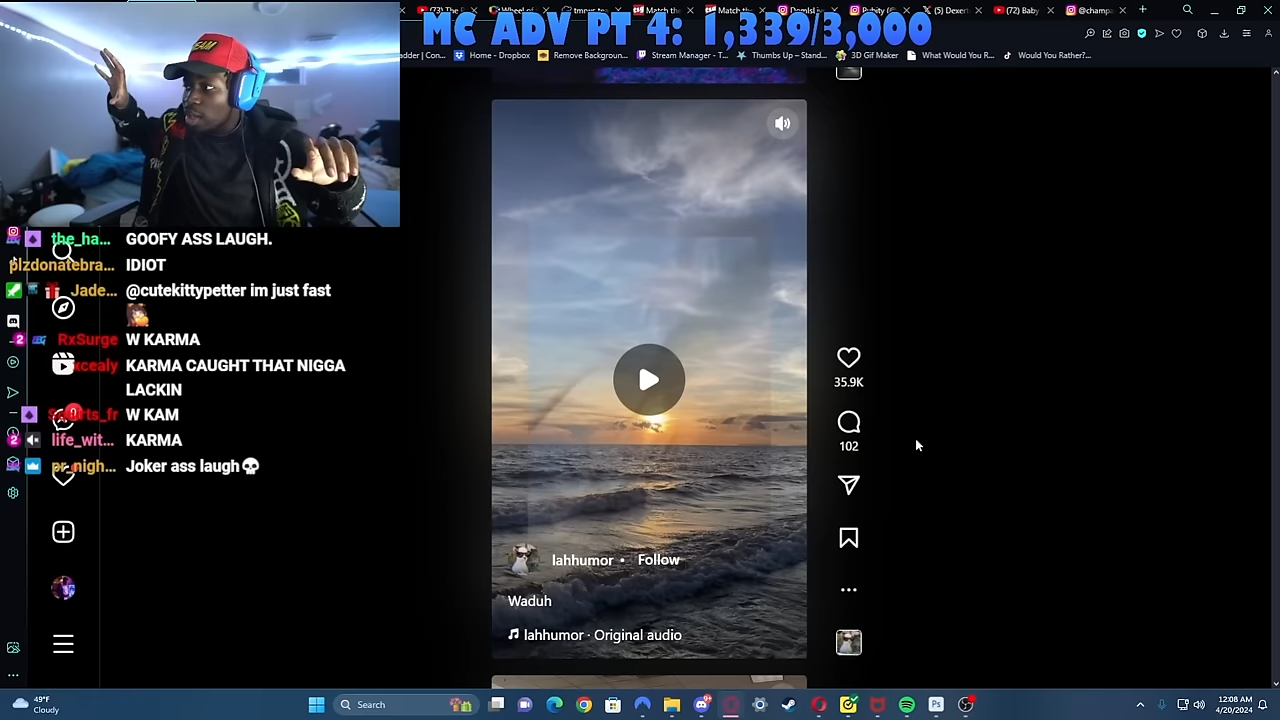 MC ADV PT 4: 1,339/3,000
Home - Dropbox
Remove Backgroun...
Stream Manager - T...
Thumbs Up – Stand...
3D Gif Maker
What Would You R...
Would You Rather?...
the_ha... GOOFY ASS LAUGH.
plzdonatebra... IDIOT
Jade... @cutekittypetter im just fast
RxSurge W KARMA
xcealy KARMA CAUGHT THAT NIGGA
LACKIN
W KAM
life_wit... KARMA
pr_nigh... Joker ass laugh💀
35.9K
102
lahhumor • Follow
Waduh
lahhumor · Original audio
49°F
Cloudy
Search
12:08 AM
4/20/2024